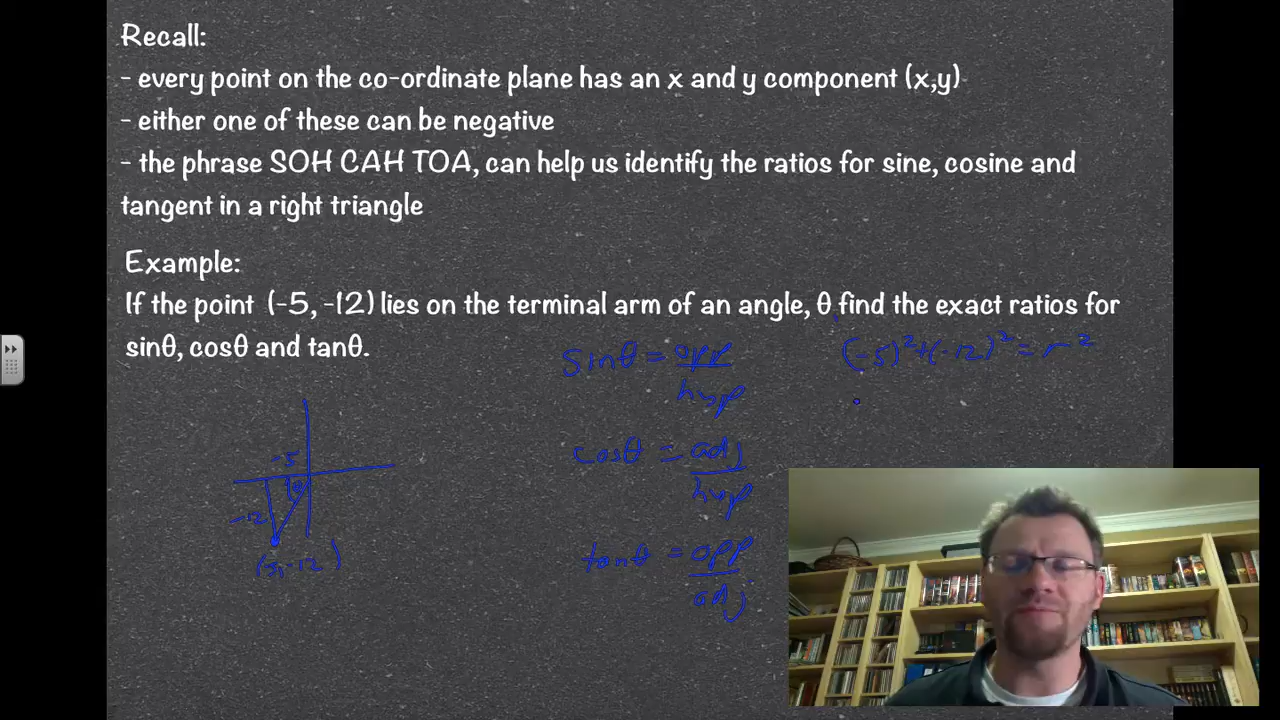 Recall:
- every point on the co-ordinate plane has an x and y component (x,y)
- either one of these can be negative
- the phrase SOH CAH TOA, can help us identify the ratios for sine, cosine and
tangent in a right triangle
Example:
If the point (-5, -12) lies on the terminal arm of an angle, θ find the exact ratios for
sinθ, cosθ and tanθ.
sinθ = opp/hyp
(-5)²+(-12)²=r²
cosθ = adj/hyp
tanθ = opp/adj
-5
θ
-12
(-5,-12)